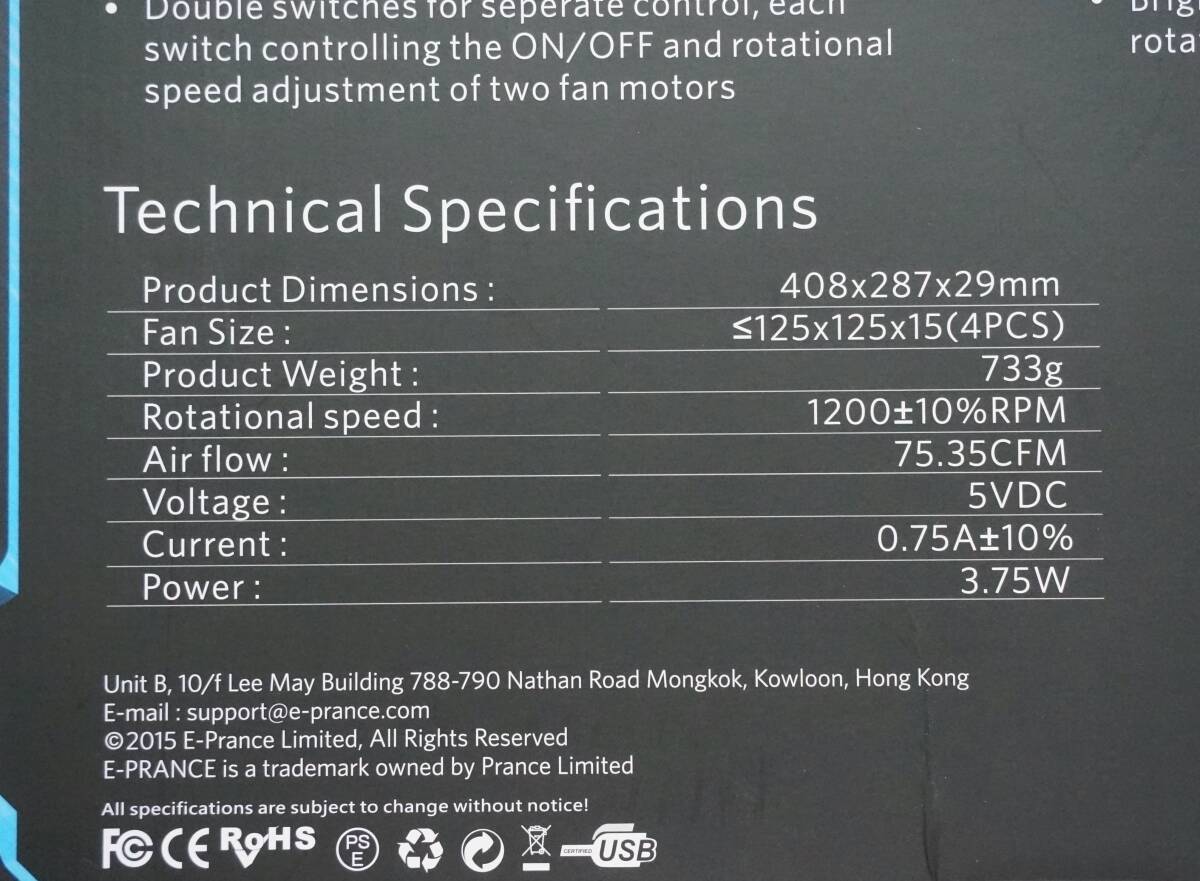 • Double switches for seperate control, each
switch controlling the ON/OFF and rotational
speed adjustment of two fan motors
•
Technical Specifications
Product Dimensions : 408x287x29mm
Fan Size : ≤125x125x15(4PCS)
Product Weight : 733g
Rotational speed : 1200±10%RPM
Air flow : 75.35CFM
Voltage : 5VDC
Current : 0.75A±10%
Power : 3.75W
Unit B, 10/f Lee May Building 788-790 Nathan Road Mongkok, Kowloon, Hong Kong
E-mail : support@e-prance.com
©2015 E-Prance Limited, All Rights Reserved
E-PRANCE is a trademark owned by Prance Limited
All specifications are subject to change without notice!
FC CE RoHS PS E CERTIFIED USB